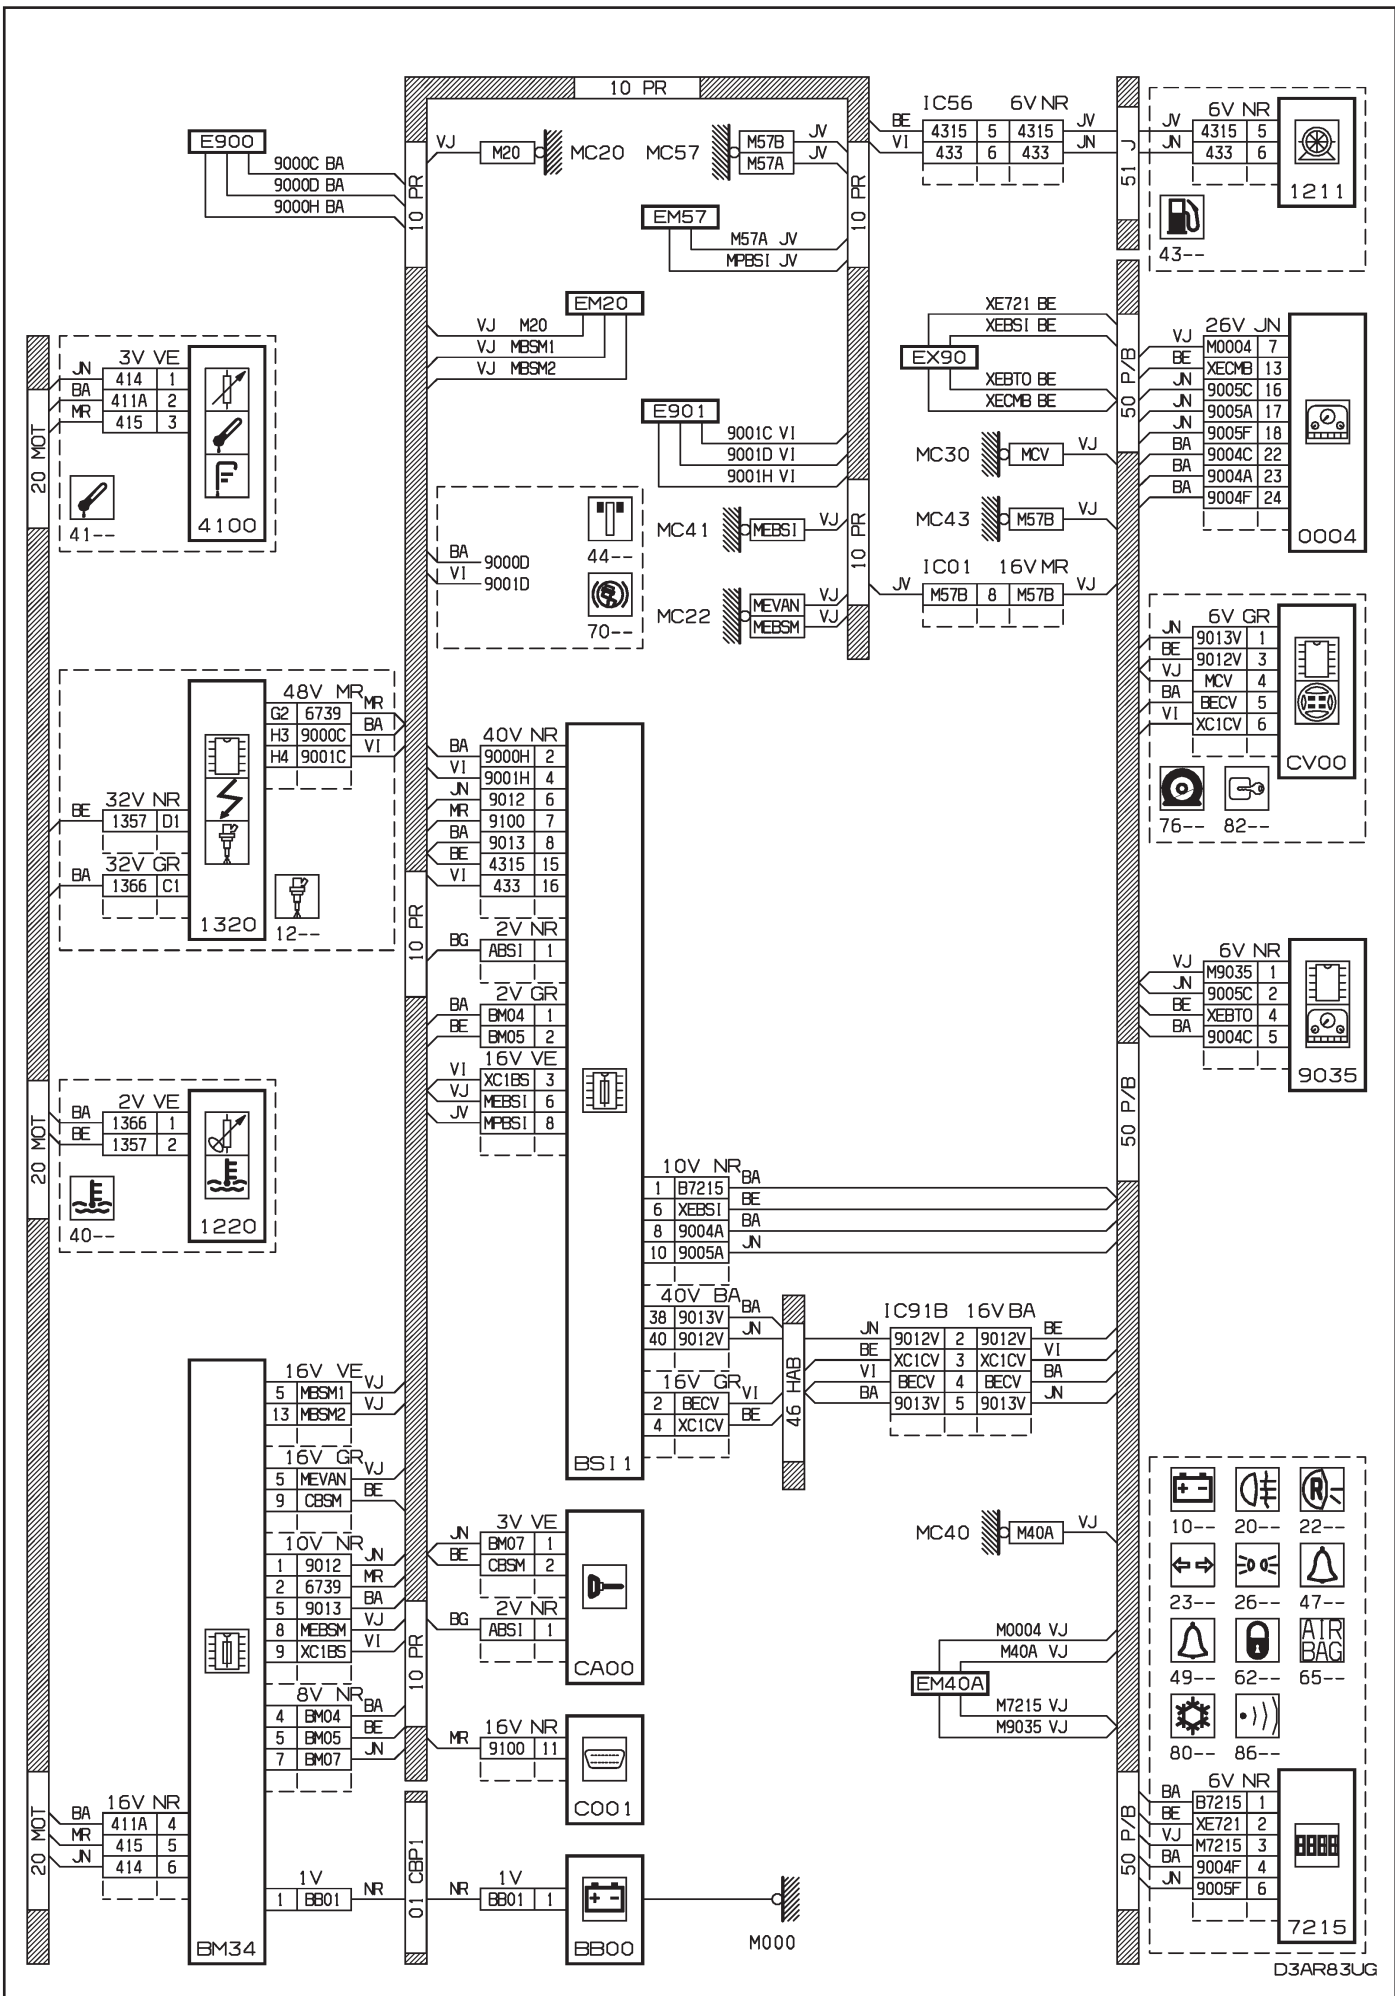 10 PR
E900
9000C BA
9000D BA
9000H BA
10 PR
VJ M20 MC20
MC57 M57B JV
M57A JV
10 PR
EM57
M57A JV
MPBSI JV
IC56 6V NR
BE 4315 5 4315 JV
VI 433 6 433 JN
51 J
6V NR
JV 4315 5
JN 433 6
1211
43--
EM20
VJ M20
VJ MBSM1
VJ MBSM2
XE721 BE
XEBSI BE
EX90
XEBTO BE
XECMB BE
50 P/B
26V JN
VJ M0004 7
BE XECMB 13
JN 9005C 16
JN 9005A 17
JN 9005F 18
BA 9004C 22
BA 9004A 23
BA 9004F 24
0004
20 MOT
3V VE
JN 414 1
BA 411A 2
MR 415 3
4100
41--
E901
9001C VI
9001D VI
9001H VI
MC30 MCV VJ
MC43 M57B VJ
BA 9000D
VI 9001D
44--
70--
MC41 MEBSI VJ
10 PR
MC22 MEVAN VJ
MEBSM VJ
IC01 16V MR
JV M57B 8 M57B VJ
6V GR
JN 9013V 1
BE 9012V 3
VJ MCV 4
BA BECV 5
VI XC1CV 6
CV00
76-- 82--
48V MR
G2 6739 MR
H3 9000C BA
H4 9001C VI
32V NR
BE 1357 D1
32V GR
BA 1366 C1
1320
12--
10 PR
40V NR
BA 9000H 2
VI 9001H 4
JN 9012 6
MR 9100 7
BA 9013 8
BE 4315 15
VI 433 16
2V NR
BG ABSI 1
2V GR
BA BM04 1
BE BM05 2
16V VE
VI XC1BS 3
VJ MEBSI 6
JV MPBSI 8
10V NR
1 B7215 BA
6 XEBSI BE
8 9004A BA
10 9005A JN
40V BA
38 9013V BA
40 9012V JN
16V GR
2 BECV VI
4 XC1CV BE
BSI1
46 HAB
IC91B 16V BA
JN 9012V 2 9012V BE
BE XC1CV 3 XC1CV VI
VI BECV 4 BECV BA
BA 9013V 5 9013V JN
6V NR
VJ M9035 1
JN 9005C 2
BE XEBTO 4
BA 9004C 5
9035
50 P/B
20 MOT
2V VE
BA 1366 1
BE 1357 2
1220
40--
16V VE
5 MBSM1 VJ
13 MBSM2 VJ
16V GR
5 MEVAN VJ
9 CBSM BE
10V NR
1 9012 JN
2 6739 MR
5 9013 BA
8 MEBSM VJ
9 XC1BS VI
8V NR
4 BM04 BA
5 BM05 BE
7 BM07 JN
20 MOT
16V NR
BA 411A 4
MR 415 5
JN 414 6
1V
1 BB01 NR
BM34
10 PR
01 CBP1
3V VE
JN BM07 1
BE CBSM 2
2V NR
BG ABSI 1
CA00
16V NR
MR 9100 11
C001
1V
NR BB01 1
+ -
BB00
M000
MC40 M40A VJ
M0004 VJ
M40A VJ
EM40A
M7215 VJ
M9035 VJ
50 P/B
+ -
R
10-- 20-- 22--
23-- 26-- 47--
AIR
BAG
49-- 62-- 65--
80-- 86--
6V NR
BA B7215 1
BE XE721 2
VJ M7215 3
BA 9004F 4
JN 9005F 6
8888
7215
D3AR83UG